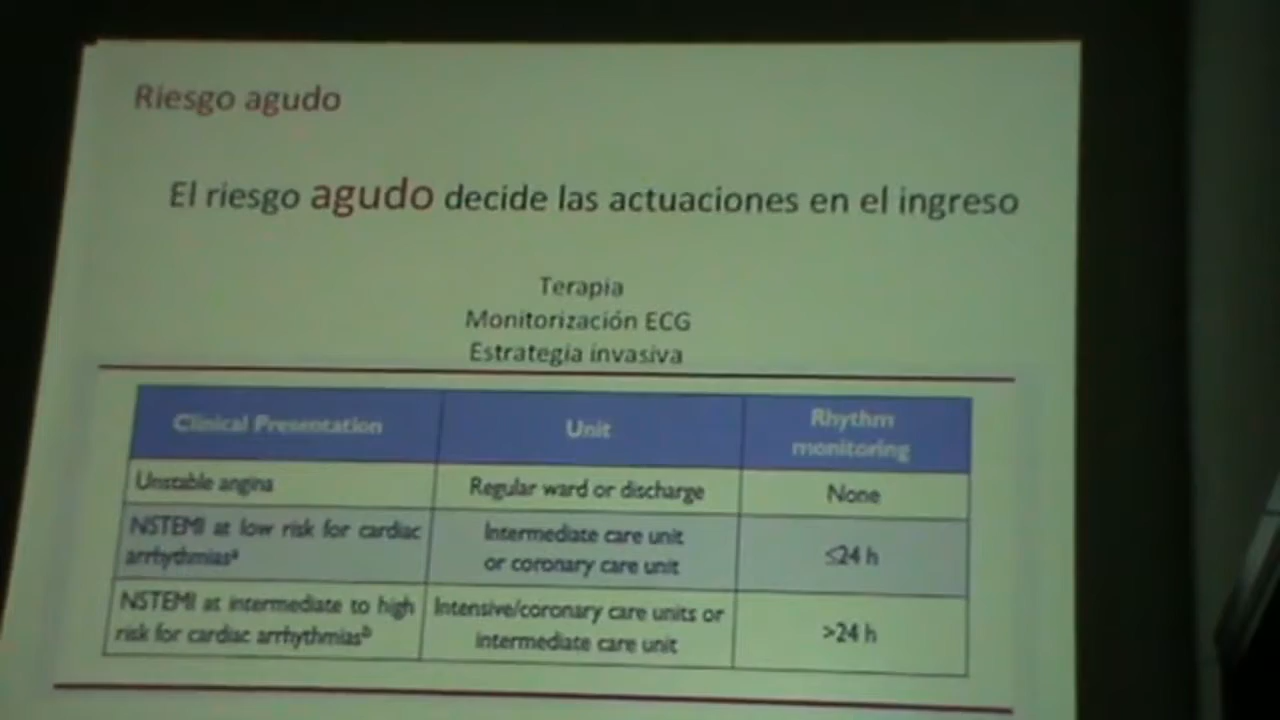 Riesgo agudo
El riesgo agudo decide las actuaciones en el ingreso
Terapia
Monitorización ECG
Estrategia invasiva
Clinical Presentation
Unit
Rhythm
monitoring
Unstable angina
Regular ward or discharge
None
NSTEMI at low risk for cardiac
arrhythmiasᵃ
Intermediate care unit
or coronary care unit
≤24 h
NSTEMI at intermediate to high
risk for cardiac arrhythmiasᵇ
Intensive/coronary care units or
intermediate care unit
>24 h